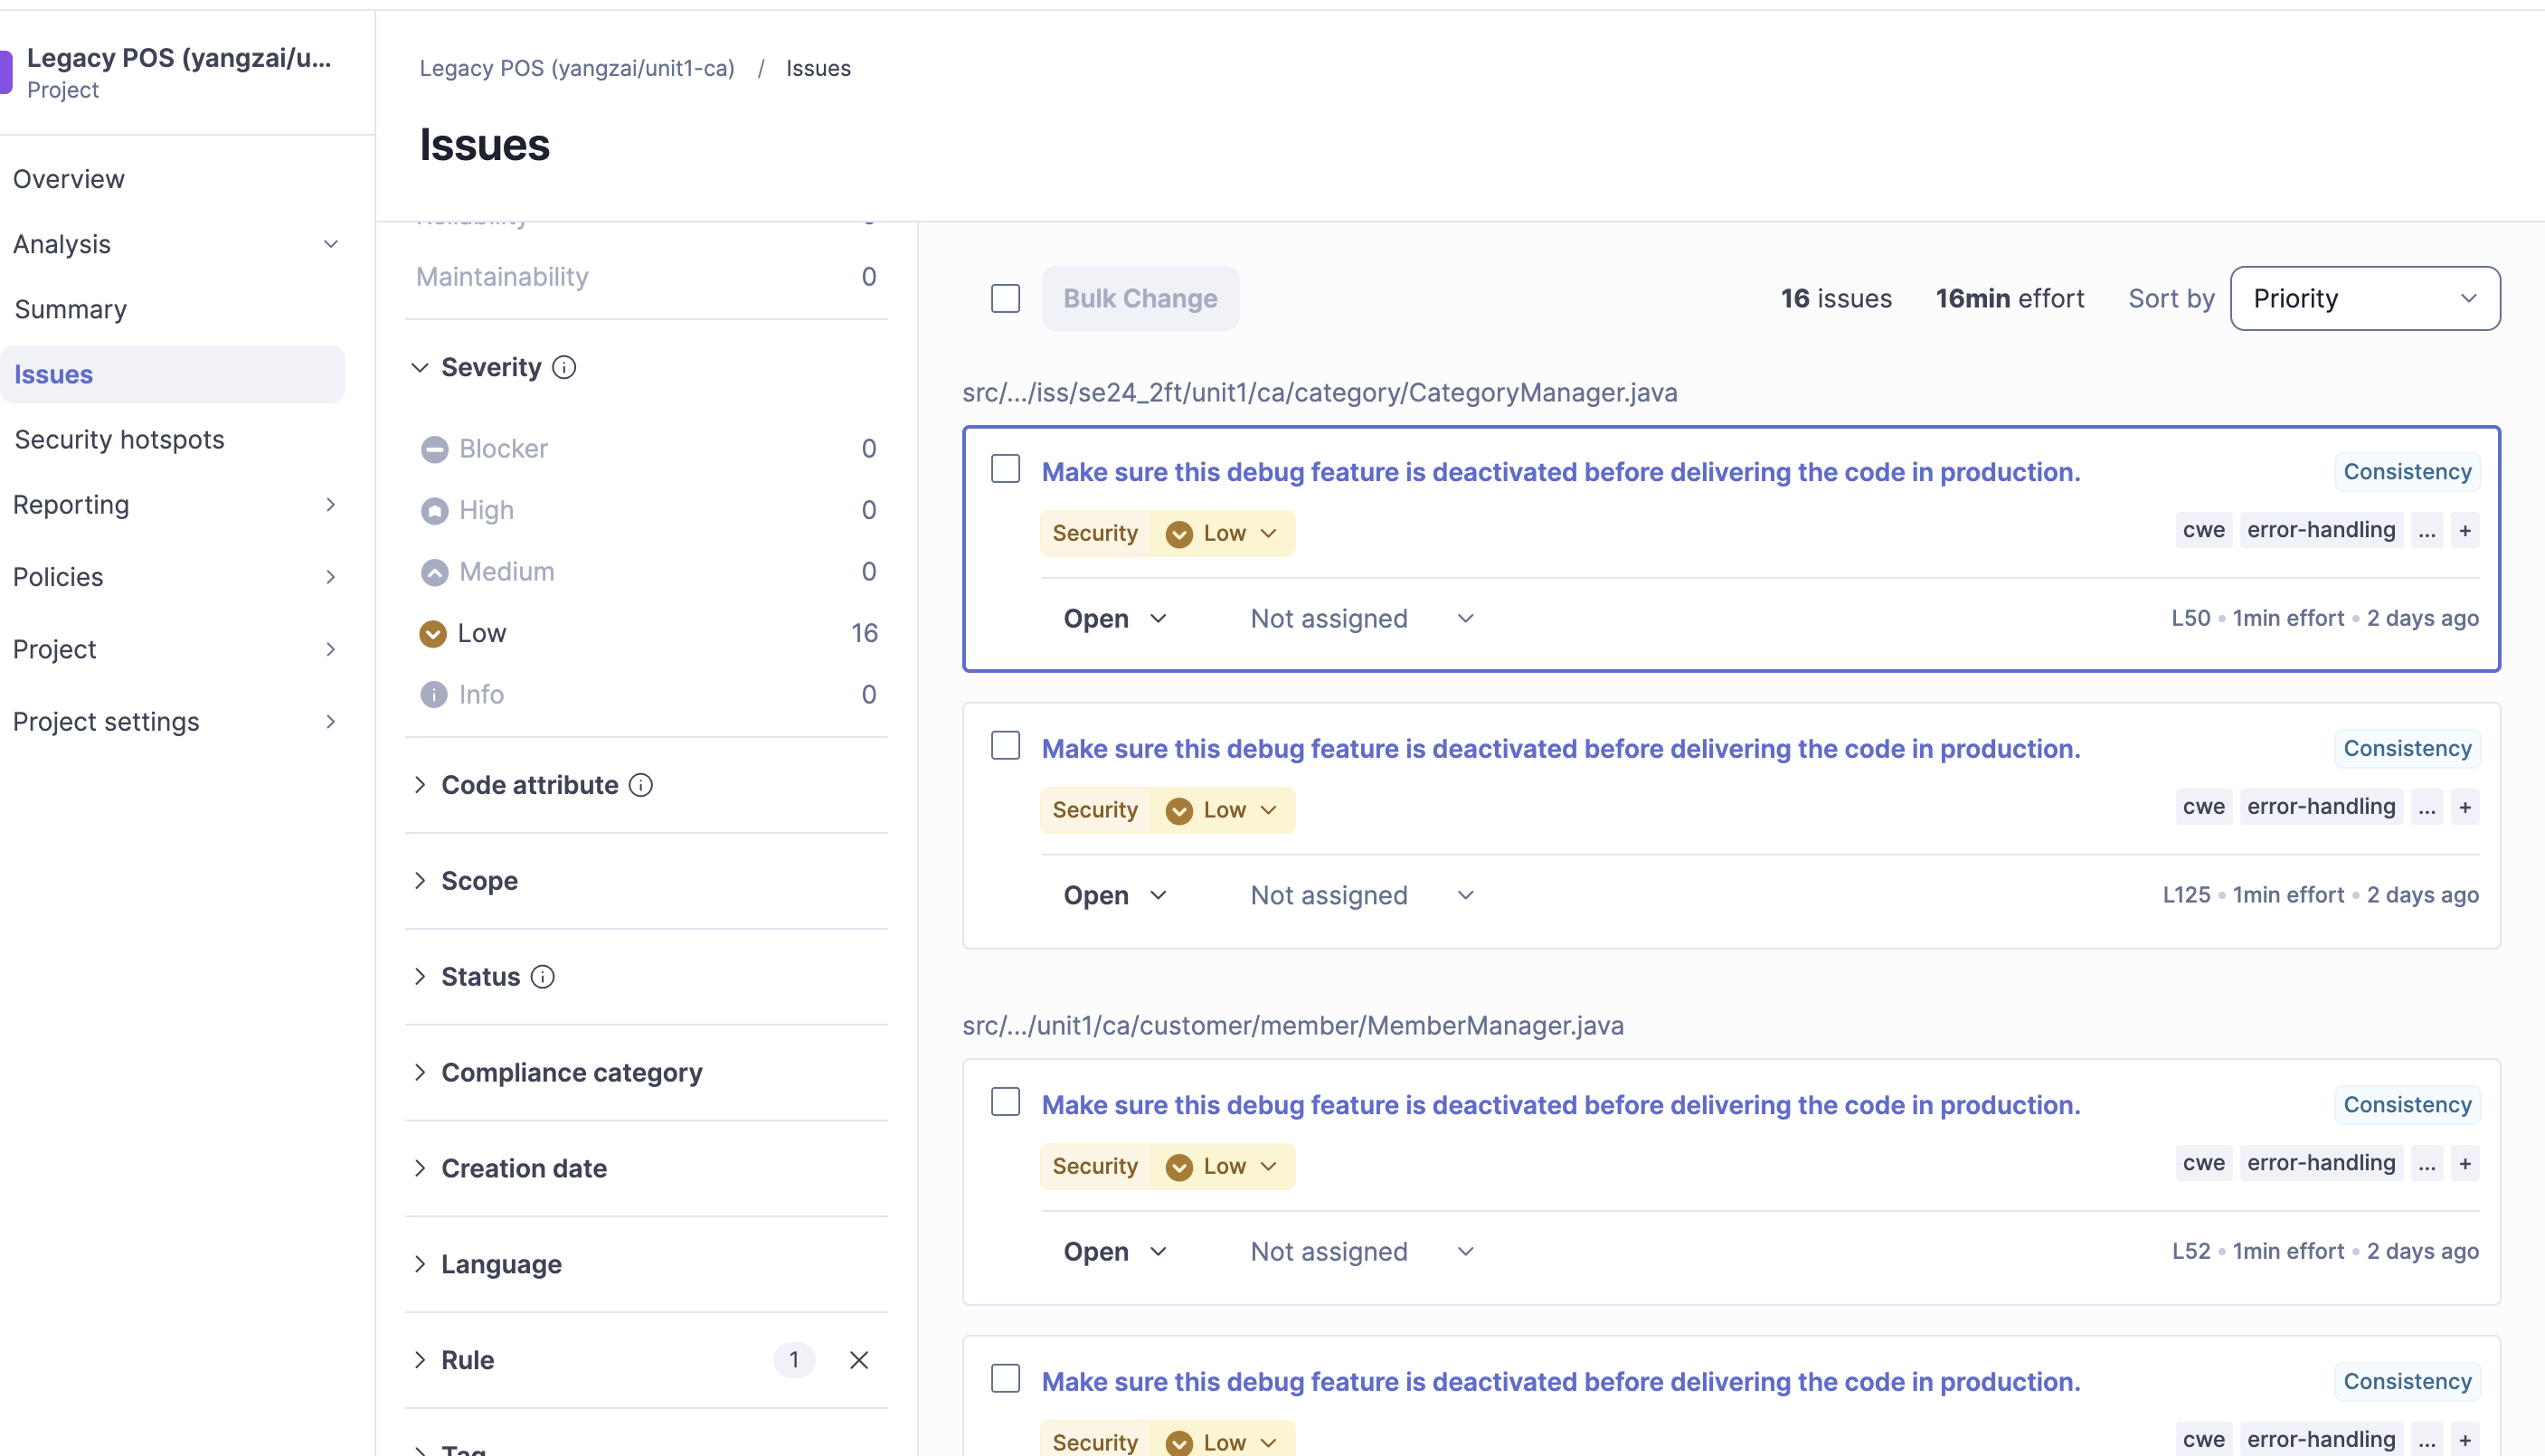 Legacy POS (yangzai/u...
Project
Overview
Analysis
Summary
Issues
Security hotspots
Reporting
Policies
Project
Project settings
Legacy POS (yangzai/unit1-ca) / Issues
Issues
Maintainability 0
Severity
Blocker 0
High 0
Medium 0
Low 16
Info 0
Code attribute
Scope
Status
Compliance category
Creation date
Language
Rule 1
Tag
Bulk Change 16 issues 16min effort Sort by Priority
src/.../iss/se24_2ft/unit1/ca/category/CategoryManager.java
Make sure this debug feature is deactivated before delivering the code in production. Consistency
Security Low cwe error-handling ... +
Open Not assigned L50 • 1min effort • 2 days ago
Make sure this debug feature is deactivated before delivering the code in production. Consistency
Security Low cwe error-handling ... +
Open Not assigned L125 • 1min effort • 2 days ago
src/.../unit1/ca/customer/member/MemberManager.java
Make sure this debug feature is deactivated before delivering the code in production. Consistency
Security Low cwe error-handling ... +
Open Not assigned L52 • 1min effort • 2 days ago
Make sure this debug feature is deactivated before delivering the code in production. Consistency
Security Low cwe error-handling ... +